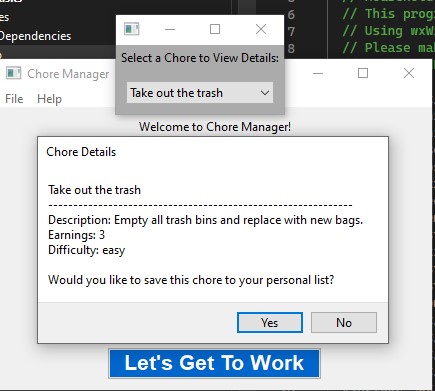 es
Dependencies
6
7
8
// This prog
// Using wxWi
// Please mak
Select a Chore to View Details:
Take out the trash
Chore Manager
File Help
Welcome to Chore Manager!
Chore Details
Take out the trash
-------------------------------------------------------------
Description: Empty all trash bins and replace with new bags.
Earnings: 3
Difficulty: easy
Would you like to save this chore to your personal list?
Yes No
Let's Get To Work